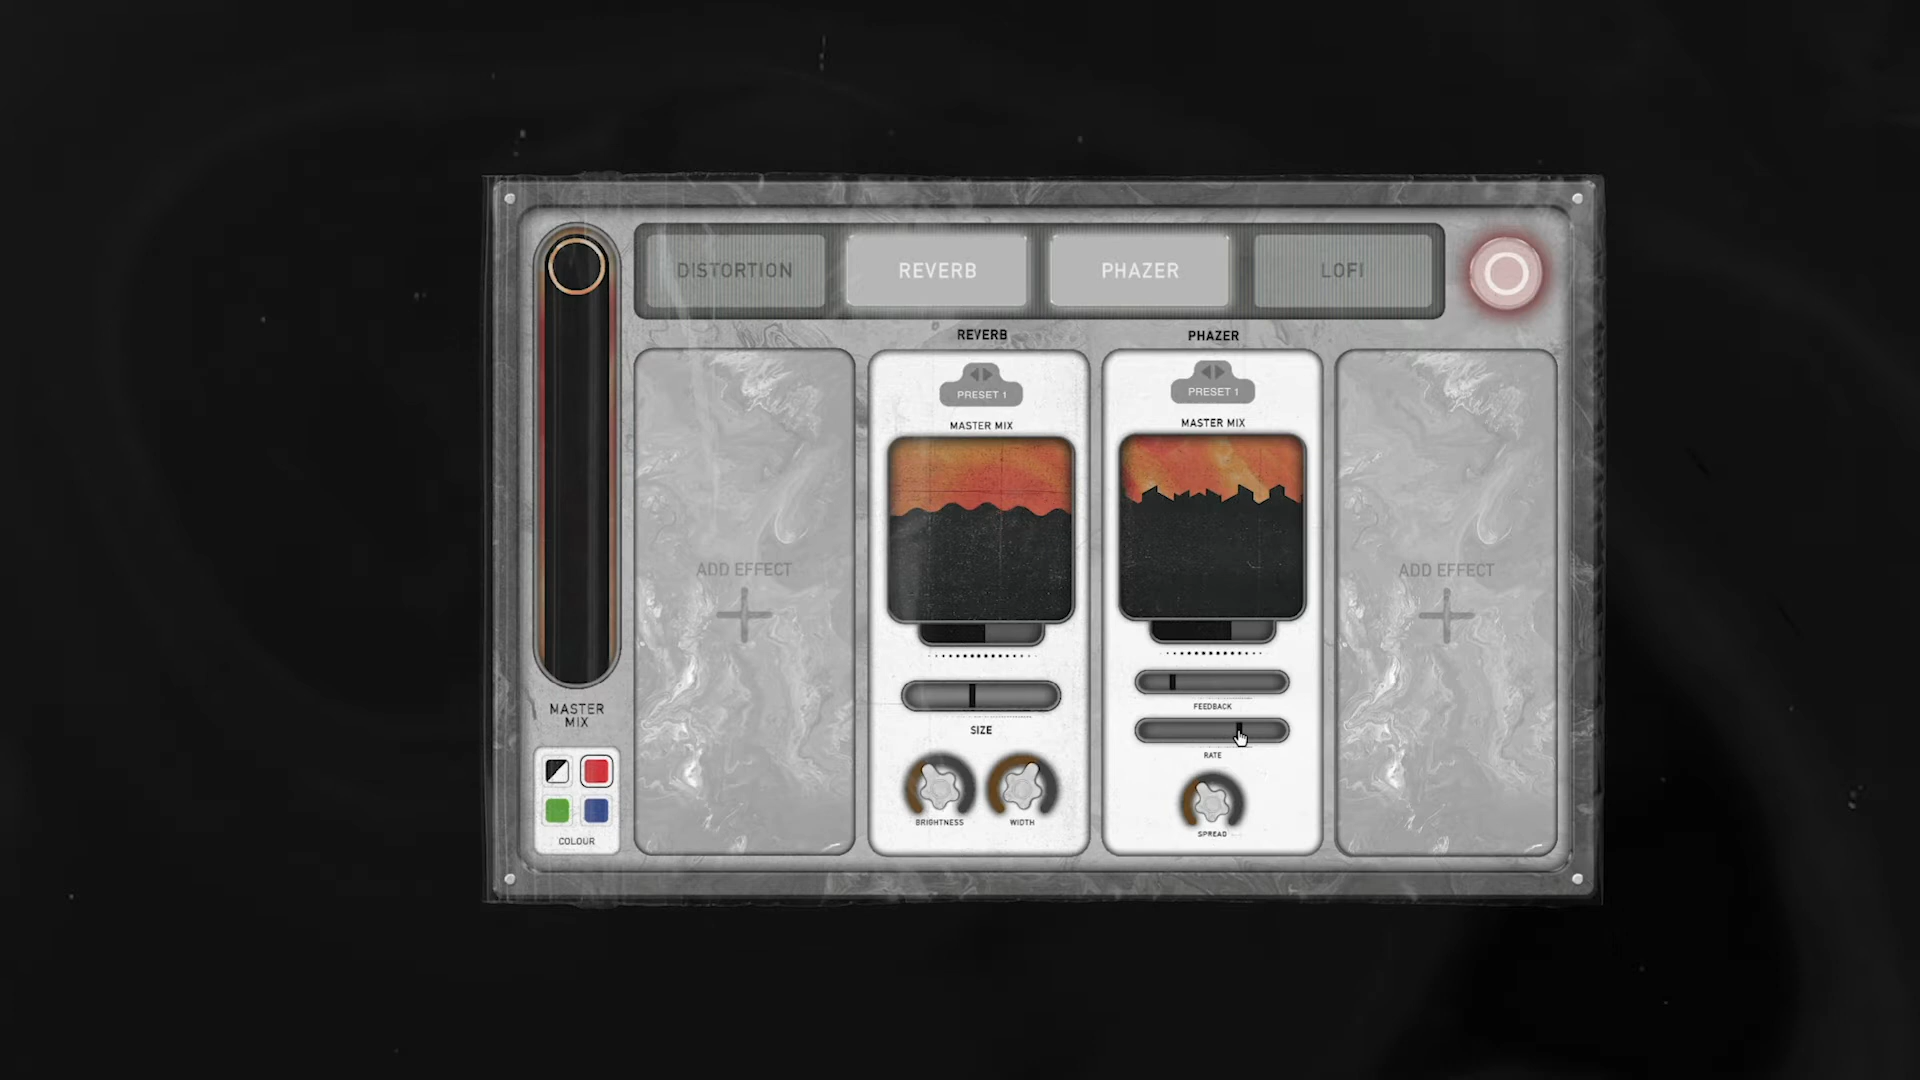 DISTORTION
REVERB
PHAZER
LOFI
REVERB
PHAZER
PRESET 1
PRESET 1
MASTER MIX
MASTER MIX
ADD EFFECT
ADD EFFECT
FEEDBACK
SIZE
RATE
BRIGHTNESS
WIDTH
SPREAD
MASTER
MIX
COLOUR